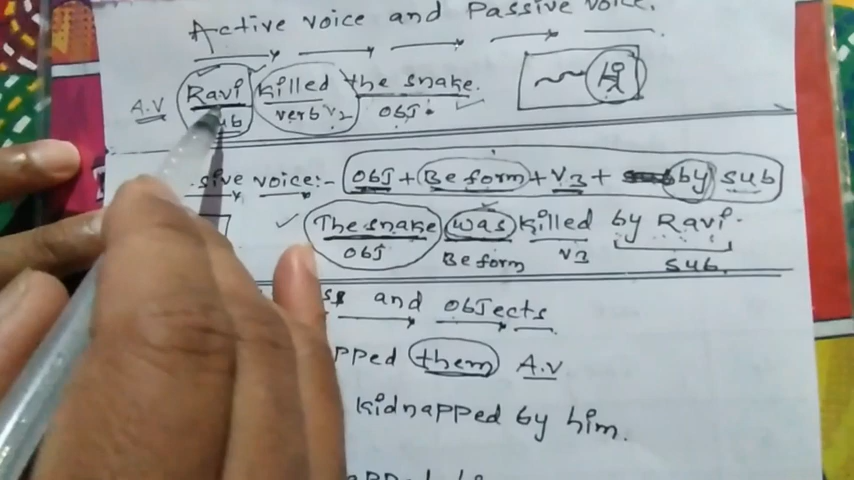 Active voice and Passive voice.
A.V Ravi killed the snake.
sub verb v2 obj.
voice:- obj + Be form + v3 + by sub
The snake was killed by Ravi.
obj Be form v3 sub.
and objects
them A.V
kidnapped by him.